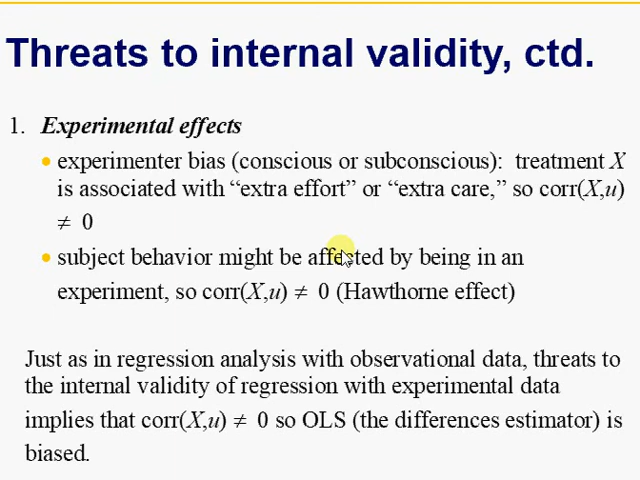 Threats to internal validity, ctd.
1. Experimental effects
• experimenter bias (conscious or subconscious): treatment X
is associated with “extra effort” or “extra care,” so corr(X,u)
≠ 0
• subject behavior might be affected by being in an
experiment, so corr(X,u) ≠ 0 (Hawthorne effect)
Just as in regression analysis with observational data, threats to
the internal validity of regression with experimental data
implies that corr(X,u) ≠ 0 so OLS (the differences estimator) is
biased.